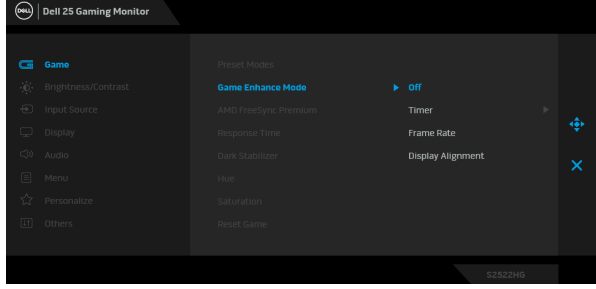 DELL
Dell 25 Gaming Monitor
Game
Brightness/Contrast
Input Source
Display
Audio
Menu
Personalize
Others
Preset Modes
Game Enhance Mode
AMD FreeSync Premium
Response Time
Dark Stabilizer
Hue
Saturation
Reset Game
Off
Timer
Frame Rate
Display Alignment
S2522HG